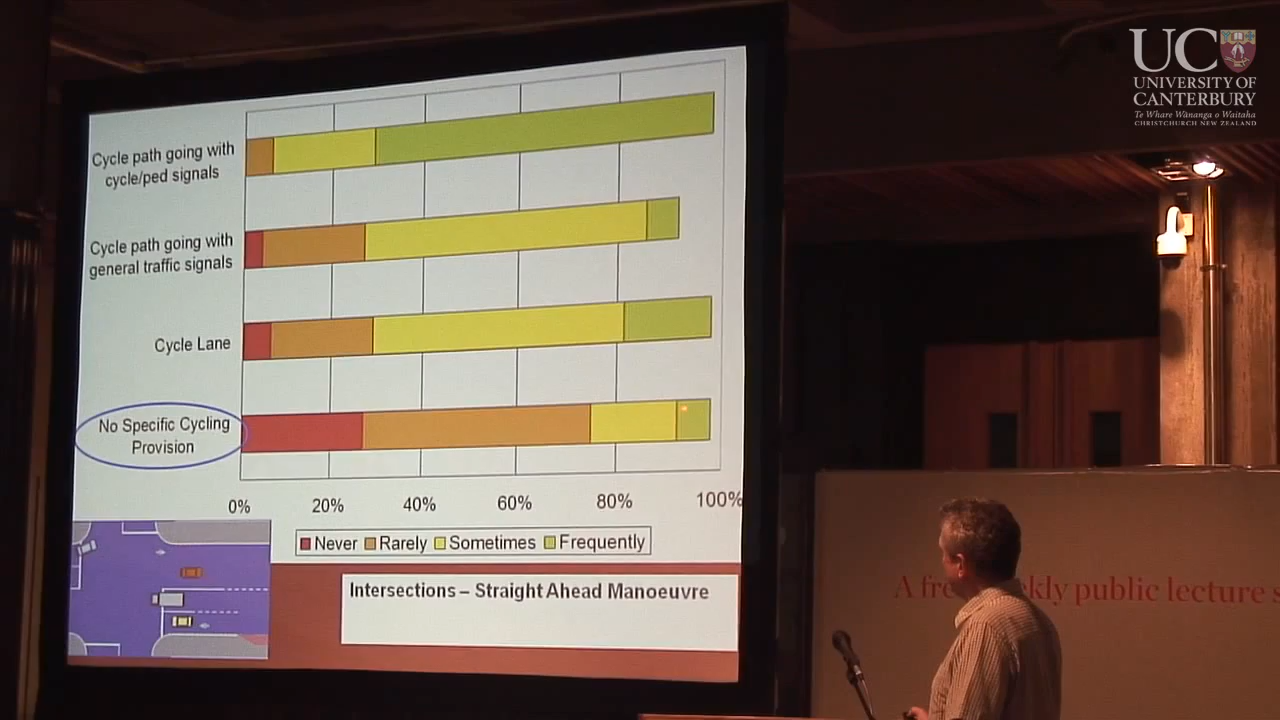 UC
UNIVERSITY OF
CANTERBURY
Te Whare Wānanga o Waitaha
CHRISTCHURCH NEW ZEALAND
Cycle path going with
cycle/ped signals
Cycle path going with
general traffic signals
Cycle Lane
No Specific Cycling
Provision
0% 20% 40% 60% 80% 100%
Never Rarely Sometimes Frequently
Intersections – Straight Ahead Manoeuvre
A public lecture